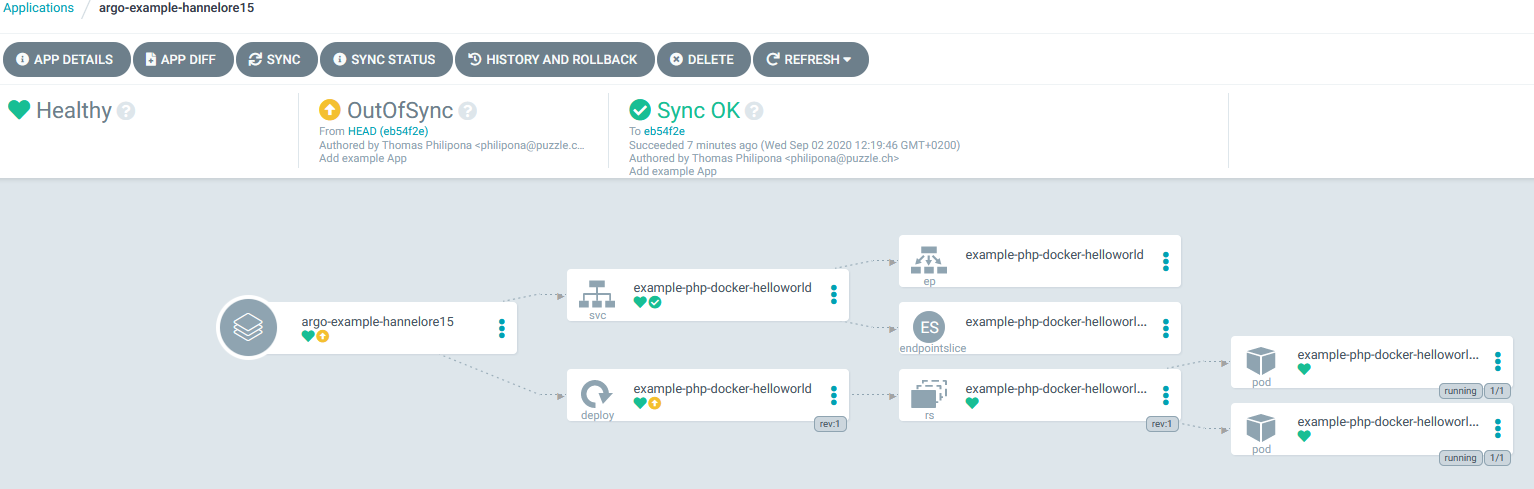 Applications / argo-example-hannelore15
APP DETAILS
APP DIFF
SYNC
SYNC STATUS
HISTORY AND ROLLBACK
DELETE
REFRESH
Healthy ?
OutOfSync ?
From HEAD (eb54f2e)
Authored by Thomas Philipona <philipona@puzzle.c...
Add example App
Sync OK ?
To eb54f2e
Succeeded 7 minutes ago (Wed Sep 02 2020 12:19:46 GMT+0200)
Authored by Thomas Philipona <philipona@puzzle.ch>
Add example App
argo-example-hannelore15
svc
example-php-docker-helloworld
deploy
example-php-docker-helloworld
rev:1
ep
example-php-docker-helloworld
ES
endpointslice
example-php-docker-helloworl...
rs
example-php-docker-helloworl...
rev:1
pod
example-php-docker-helloworl...
running 1/1
pod
example-php-docker-helloworl...
running 1/1